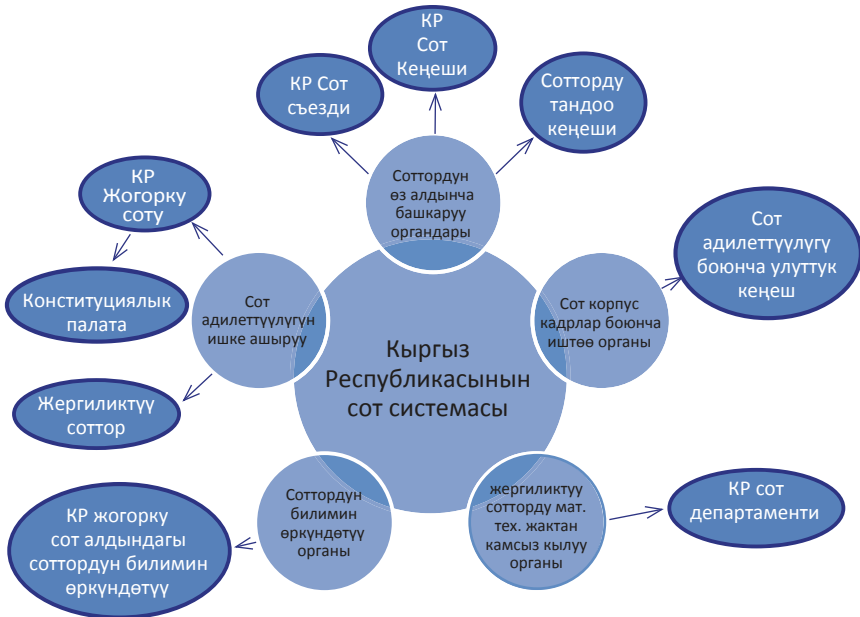 КР
Сот
Кеңеши
КР Сот
съезди
Сотторду
тандоо
кеңеши
Соттордун
өз алдынча
башкаруу
органдары
КР
Жогорку
соту
Конституциялык
палата
Жергиликтүү
соттор
Сот
адилеттүүлүгүн
ишке ашыруу
Сот
адилеттүүлүгү
боюнча улуттук
кеңеш
Сот корпус
кадрлар боюнча
иштөө органы
Кыргыз
Республикасынын
сот системасы
Соттордун
билимин
өркүндөтүү
органы
КР жогорку
сот алдындагы
соттордун билимин
өркүндөтүү
жергиликтуу
сотторду мат.
тех. жактан
камсыз кылуу
органы
КР сот
департаменти